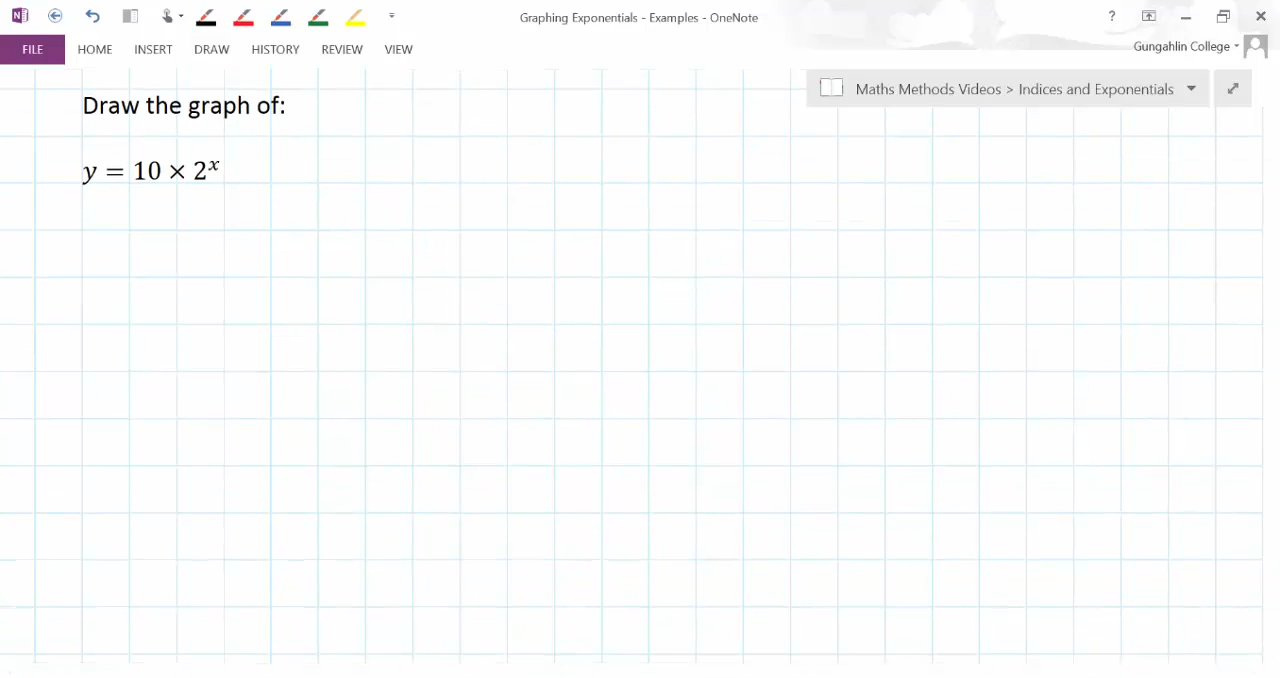 Graphing Exponentials - Examples - OneNote
?
Gungahlin College
FILE HOME INSERT DRAW HISTORY REVIEW VIEW
Maths Methods Videos > Indices and Exponentials
Draw the graph of:
y = 10 × 2ˣ